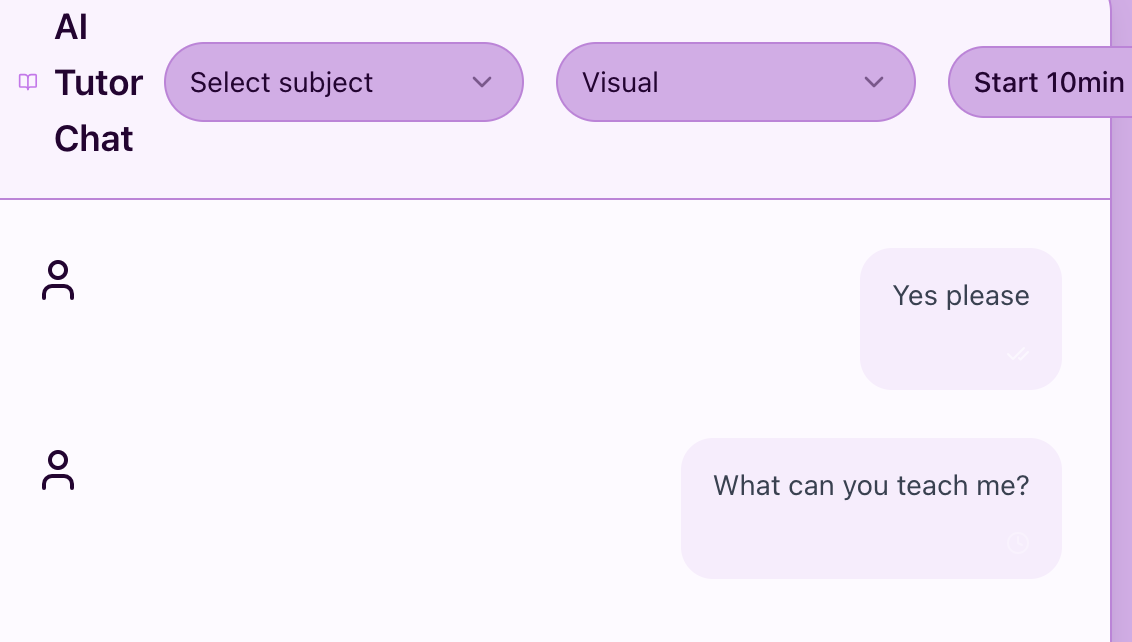 AI
Tutor
Chat
Select subject
Visual
Start 10min
Yes please
What can you teach me?